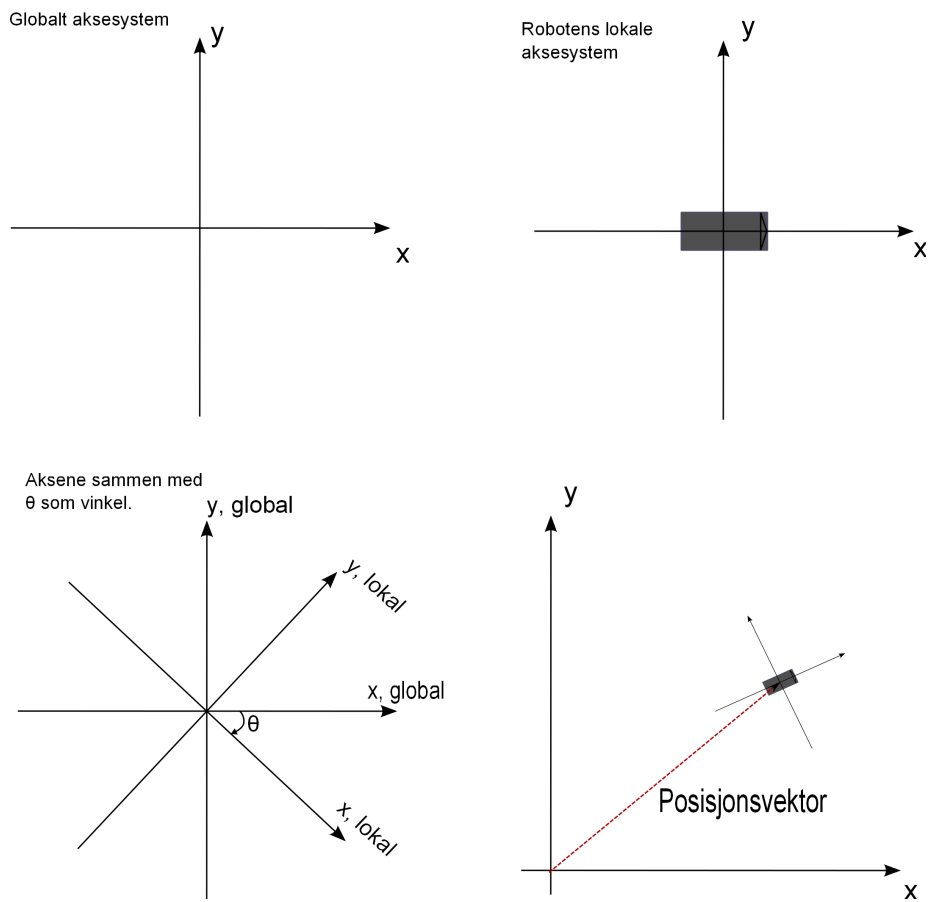 Globalt aksesystem
y
x
Robotens lokale
aksesystem
y
x
Aksene sammen med
θ som vinkel.
y, global
y, lokal
x, global
θ
x, lokal
y
Posisjonsvektor
x